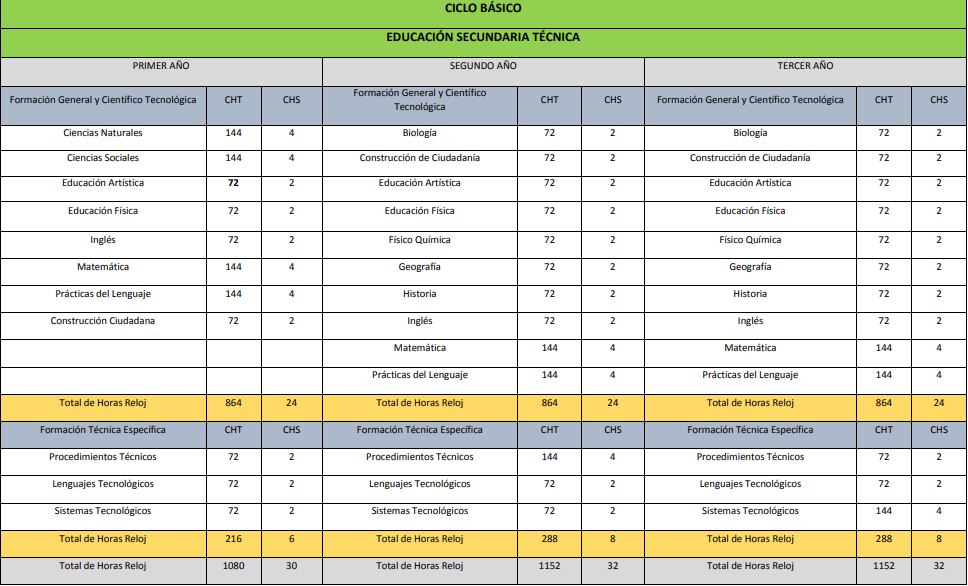 CICLO BÁSICO
EDUCACIÓN SECUNDARIA TÉCNICA
PRIMER AÑO SEGUNDO AÑO TERCER AÑO
Formación General y Científico Tecnológica CHT CHS Formación General y Científico Tecnológica CHT CHS Formación General y Científico Tecnológica CHT CHS
Ciencias Naturales 144 4 Biología 72 2 Biología 72 2
Ciencias Sociales 144 4 Construcción de Ciudadanía 72 2 Construcción de Ciudadanía 72 2
Educación Artística 72 2 Educación Artística 72 2 Educación Artística 72 2
Educación Física 72 2 Educación Física 72 2 Educación Física 72 2
Inglés 72 2 Físico Química 72 2 Físico Química 72 2
Matemática 144 4 Geografía 72 2 Geografía 72 2
Prácticas del Lenguaje 144 4 Historia 72 2 Historia 72 2
Construcción Ciudadana 72 2 Inglés 72 2 Inglés 72 2
Matemática 144 4 Matemática 144 4
Prácticas del Lenguaje 144 4 Prácticas del Lenguaje 144 4
Total de Horas Reloj 864 24 Total de Horas Reloj 864 24 Total de Horas Reloj 864 24
Formación Técnica Específica CHT CHS Formación Técnica Específica CHT CHS Formación Técnica Específica CHT CHS
Procedimientos Técnicos 72 2 Procedimientos Técnicos 144 4 Procedimientos Técnicos 72 2
Lenguajes Tecnológicos 72 2 Lenguajes Tecnológicos 72 2 Lenguajes Tecnológicos 72 2
Sistemas Tecnológicos 72 2 Sistemas Tecnológicos 72 2 Sistemas Tecnológicos 144 4
Total de Horas Reloj 216 6 Total de Horas Reloj 288 8 Total de Horas Reloj 288 8
Total de Horas Reloj 1080 30 Total de Horas Reloj 1152 32 Total de Horas Reloj 1152 32